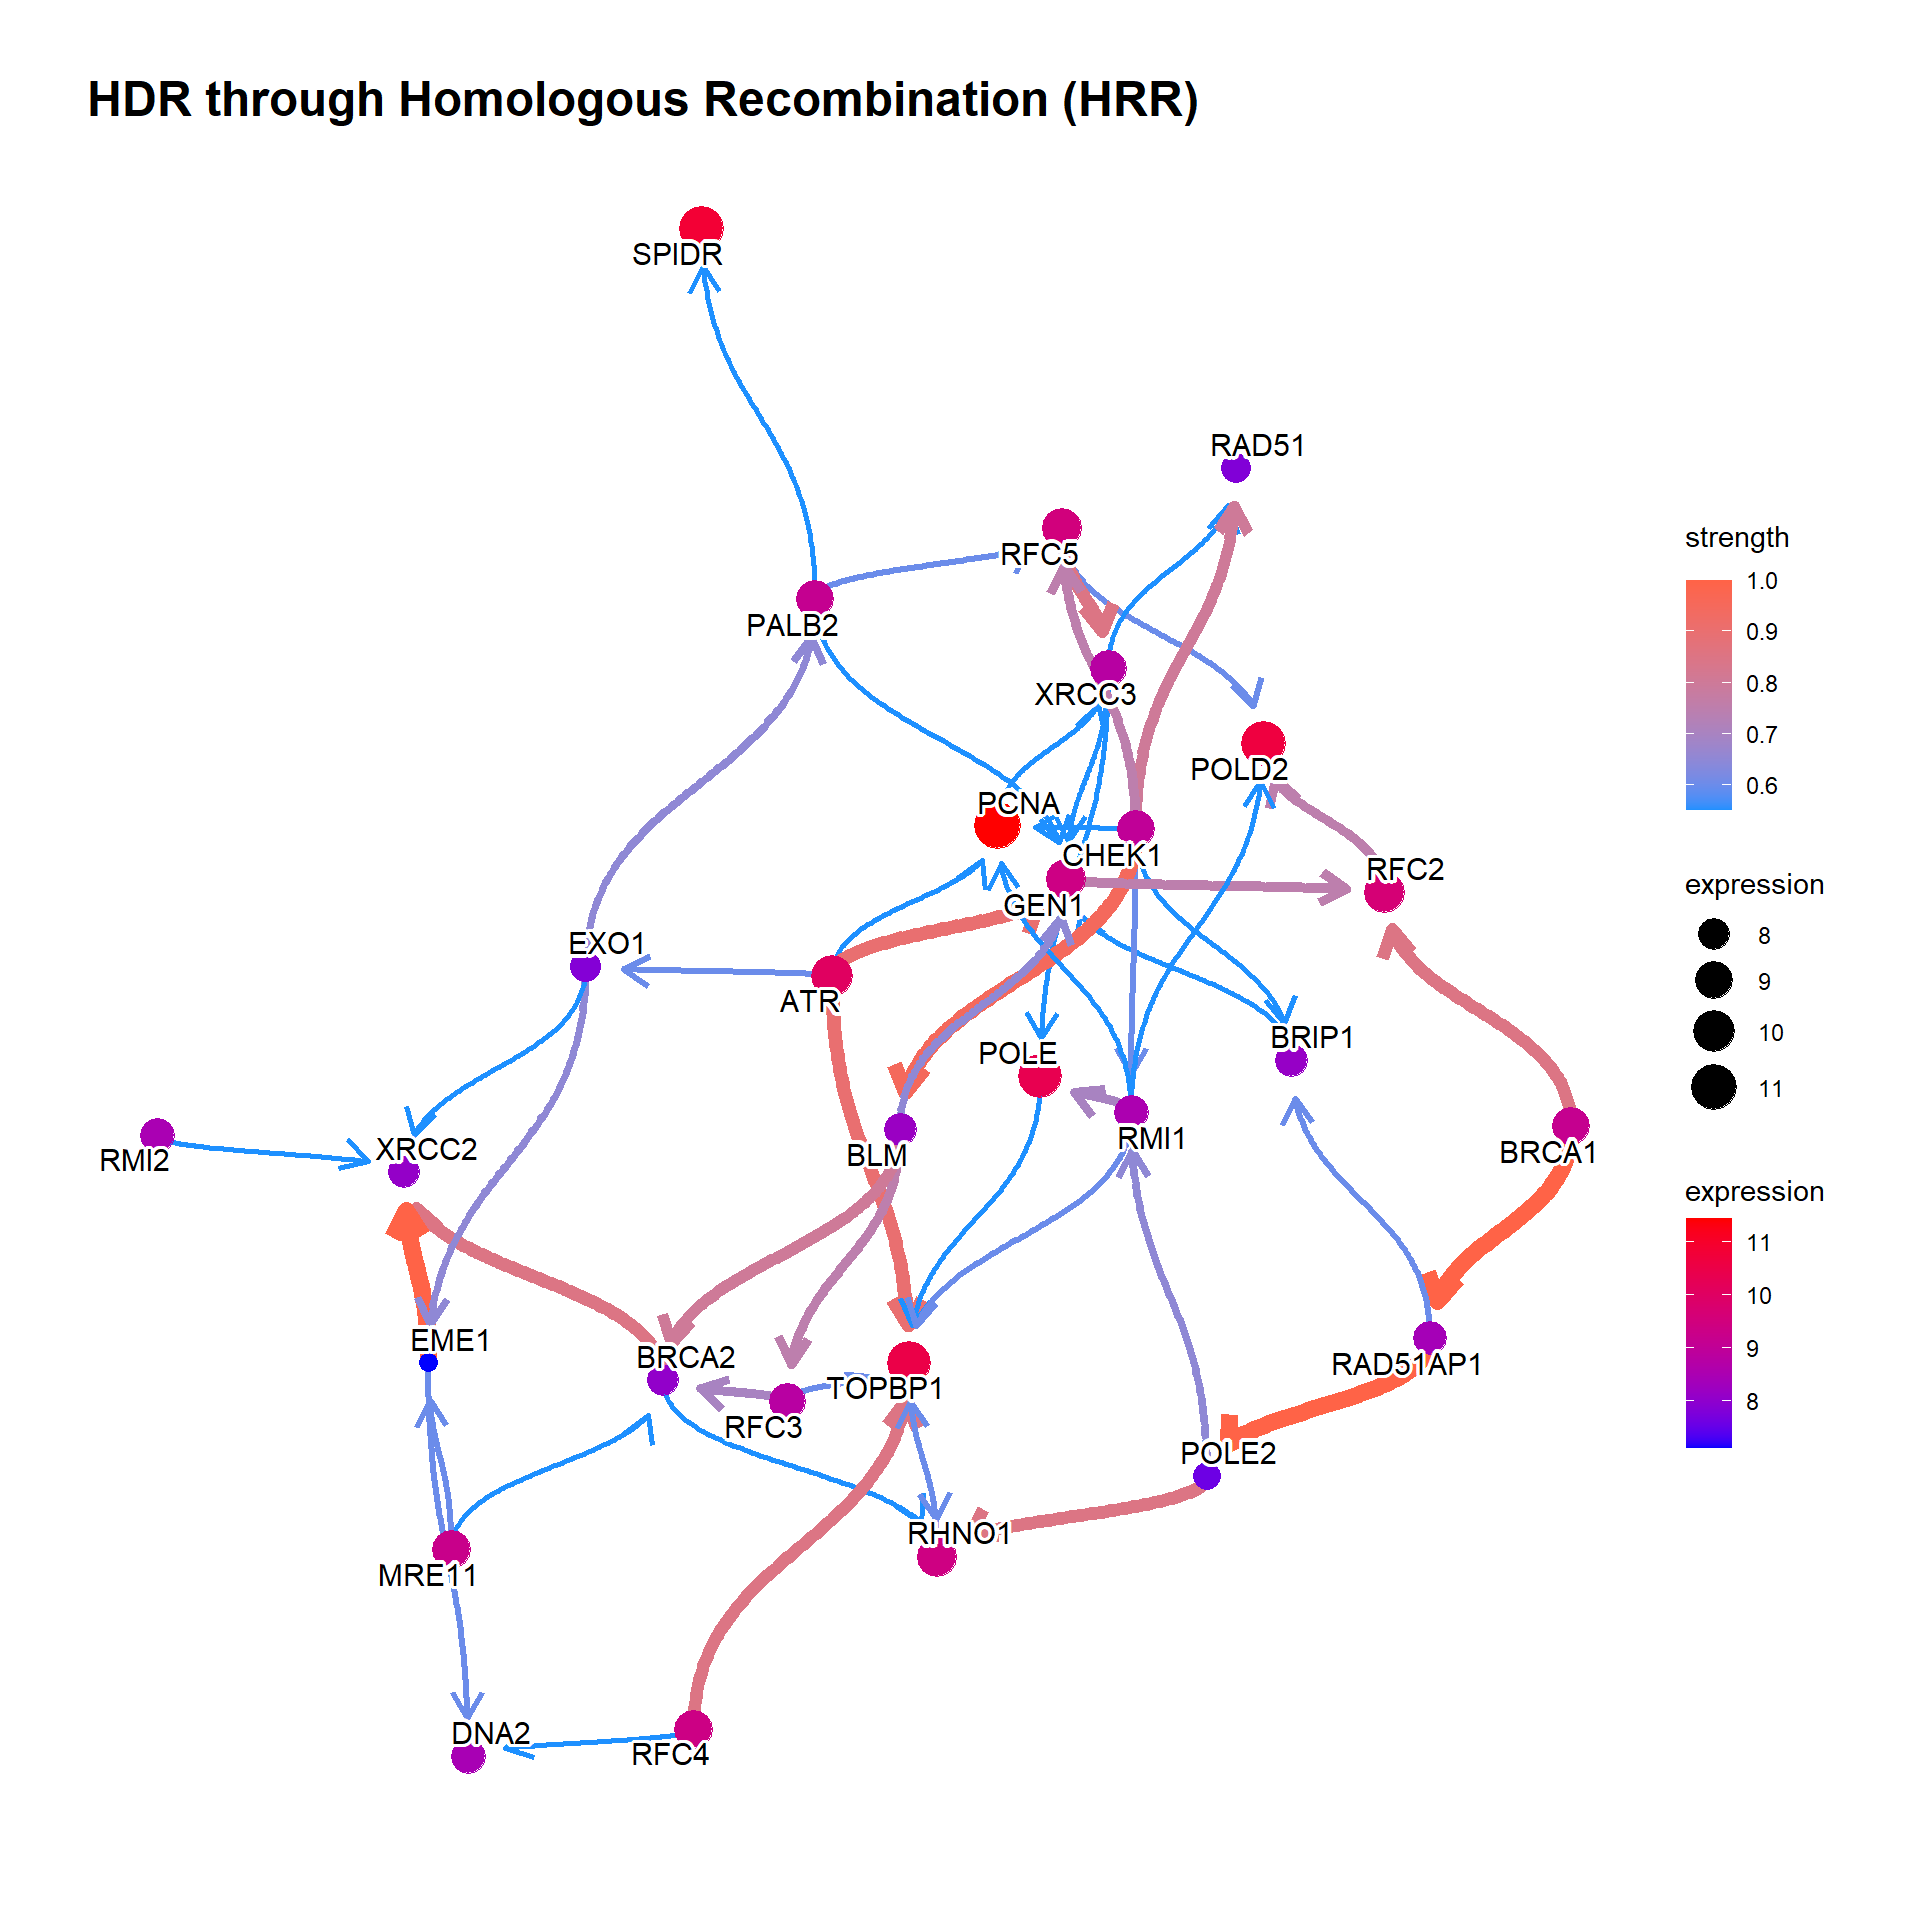 HDR through Homologous Recombination (HRR)
SPIDR
RAD51
RFC5
PALB2
XRCC3
POLD2
PCNA
CHEK1
RFC2
GEN1
EXO1
ATR
POLE
BRIP1
RMI1
BLM
XRCC2
RMI2
BRCA1
EME1
BRCA2
TOPBP1
RAD51AP1
RFC3
POLE2
RHNO1
MRE11
DNA2
RFC4
strength
1.0
0.9
0.8
0.7
0.6
expression
8
9
10
11
expression
11
10
9
8